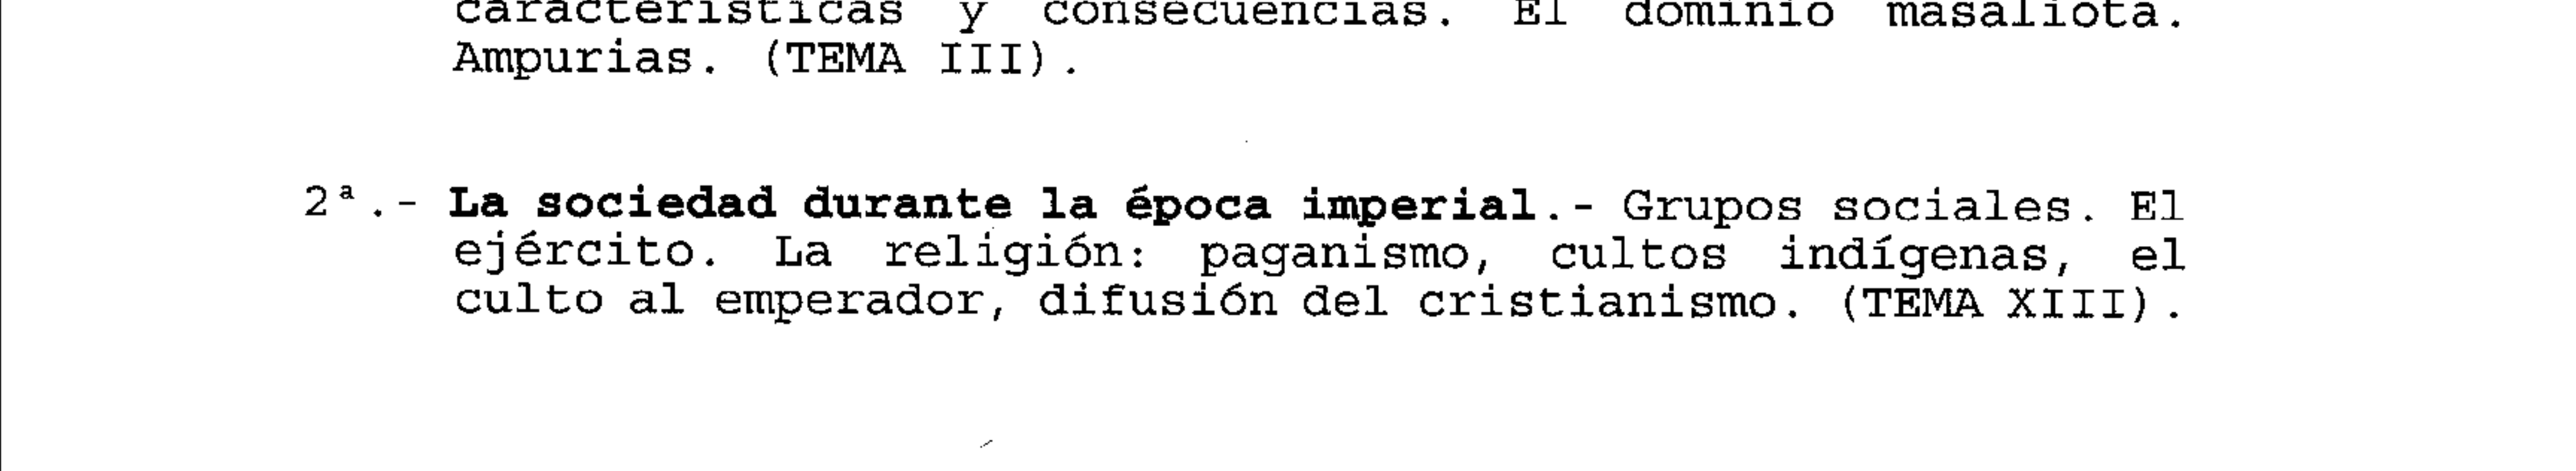 características y consecuencias. El dominio masaliota.
Ampurias. (TEMA III).
2ª.- La sociedad durante la época imperial.- Grupos sociales. El
ejército. La religión: paganismo, cultos indígenas, el
culto al emperador, difusión del cristianismo. (TEMA XIII).